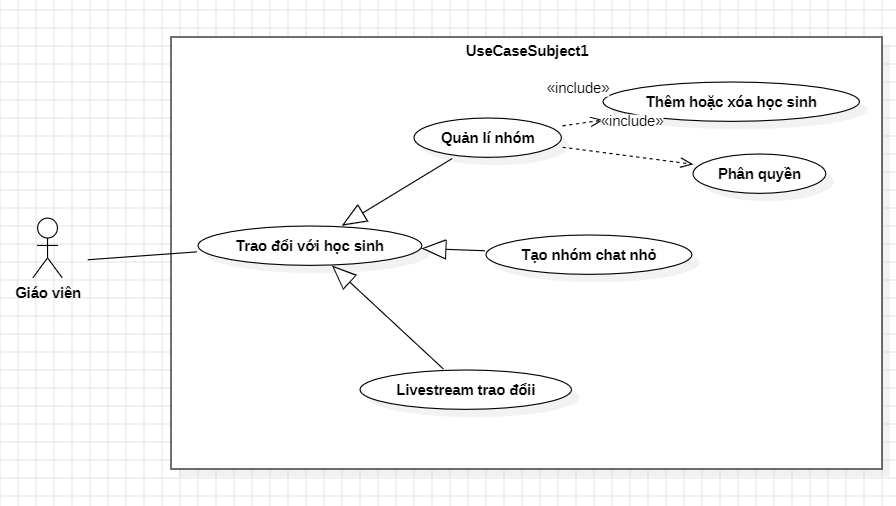 UseCaseSubject1
«include»
Thêm hoặc xóa học sinh
«include»
Quản lí nhóm
Phân quyền
Trao đổi với học sinh
Tạo nhóm chat nhỏ
Giáo viên
Livestream trao đổii